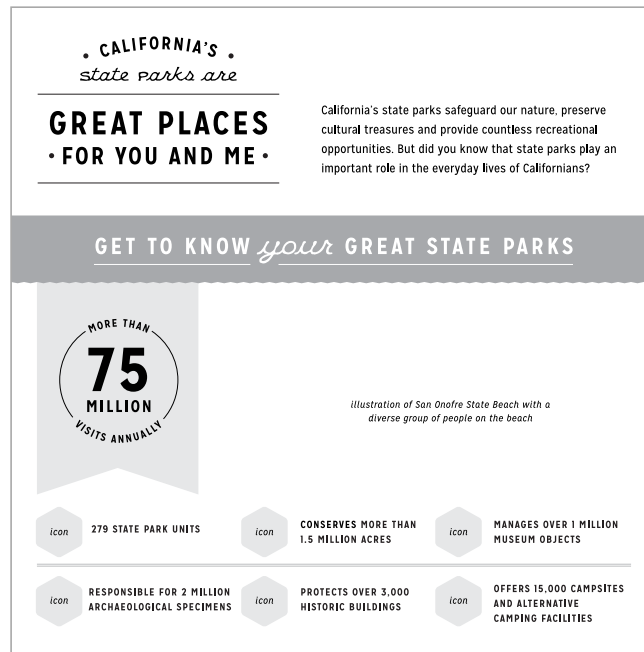 • CALIFORNIA'S •
state parks are
GREAT PLACES
• FOR YOU AND ME •
California's state parks safeguard our nature, preserve
cultural treasures and provide countless recreational
opportunities. But did you know that state parks play an
important role in the everyday lives of Californians?
GET TO KNOW your GREAT STATE PARKS
MORE THAN
75
MILLION
VISITS ANNUALLY
illustration of San Onofre State Beach with a
diverse group of people on the beach
icon
279 STATE PARK UNITS
icon
CONSERVES MORE THAN
1.5 MILLION ACRES
icon
MANAGES OVER 1 MILLION
MUSEUM OBJECTS
icon
RESPONSIBLE FOR 2 MILLION
ARCHAEOLOGICAL SPECIMENS
icon
PROTECTS OVER 3,000
HISTORIC BUILDINGS
icon
OFFERS 15,000 CAMPSITES
AND ALTERNATIVE
CAMPING FACILITIES